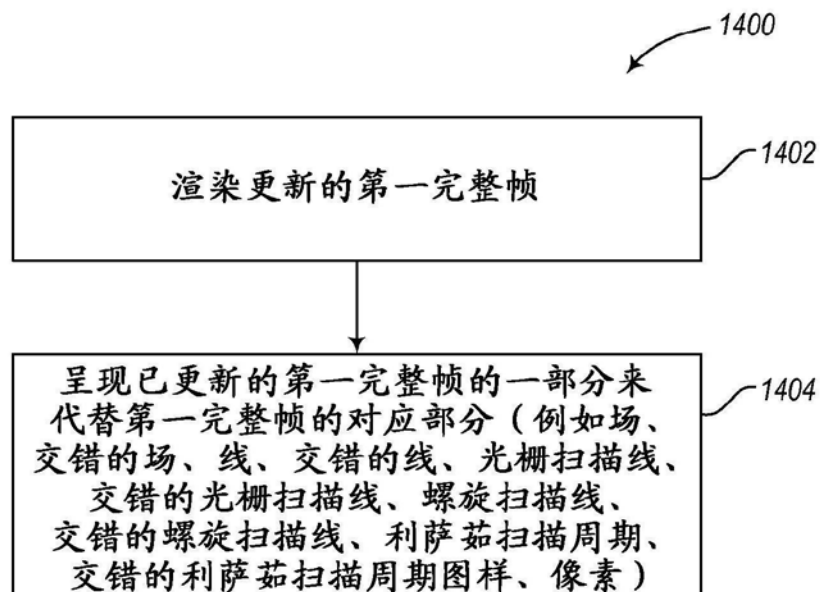 1400
1402
渲染更新的第一完整帧
1404
呈现已更新的第一完整帧的一部分来
代替第一完整帧的对应部分（例如场、
交错的场、线、交错的线、光栅扫描线、
交错的光栅扫描线、螺旋扫描线、
交错的螺旋扫描线、利萨茹扫描周期、
交错的利萨茹扫描周期图样、像素）